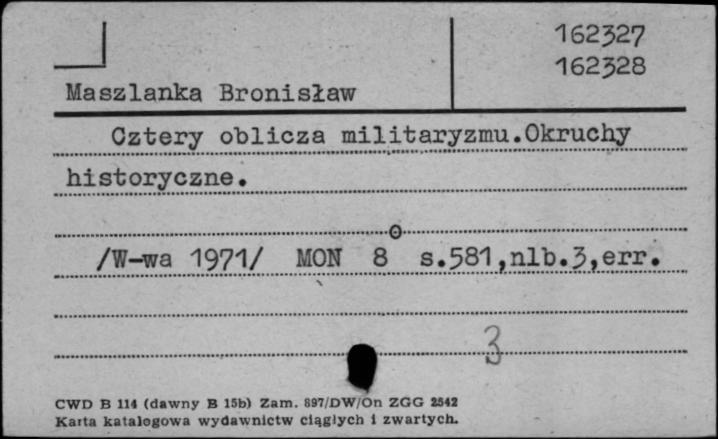 162327
162328
Maszlanka Bronisław
Cztery oblicza militaryzmu.Okruchy
historyczne.
o
/W-wa 1971/ MON 8 s.581,nlb.3,err.
3
CWD B 114 (dawny B 15b) Zam. 897/DW/On ZGG 2542
Karta katalogowa wydawnictw ciągłych i zwartych.